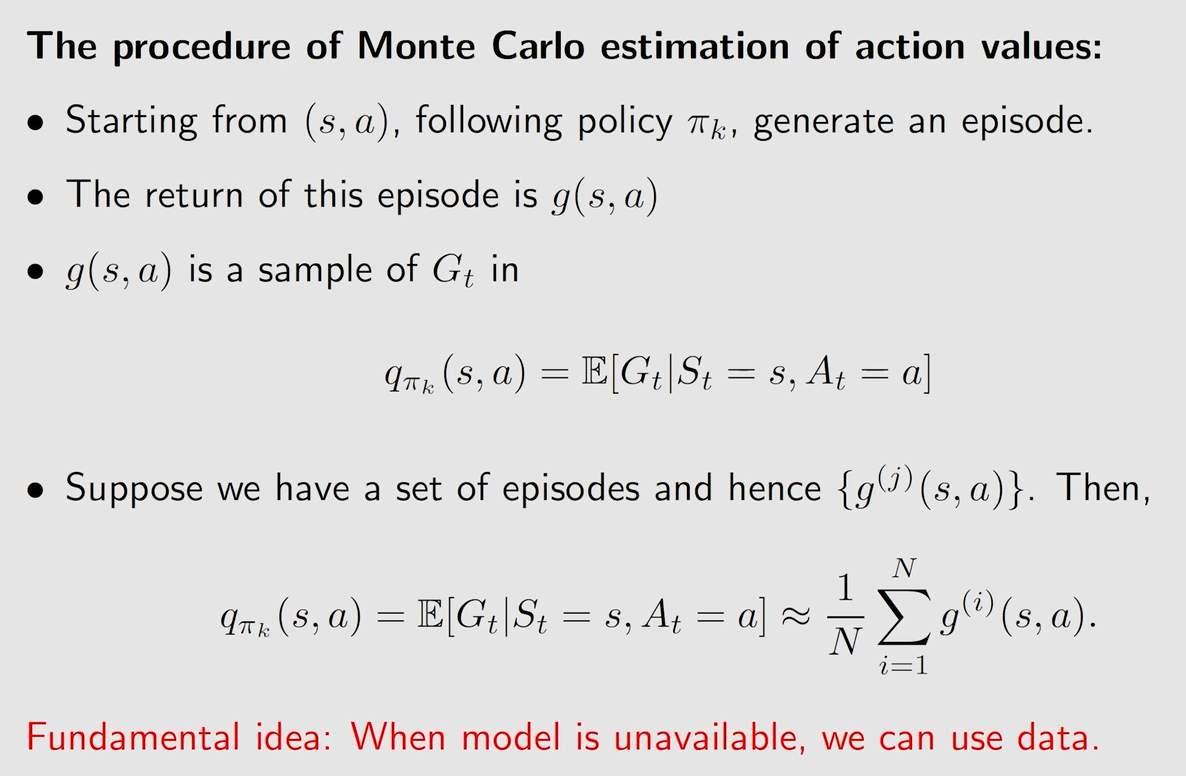 The procedure of Monte Carlo estimation of action values:
• Starting from $(s, a)$, following policy $\pi_k$, generate an episode.
• The return of this episode is $g(s, a)$
• $g(s, a)$ is a sample of $G_t$ in
$q_{\pi_k}(s, a) = \mathbb{E}[G_t|S_t = s, A_t = a]$
• Suppose we have a set of episodes and hence $\{g^{(j)}(s, a)\}$. Then,
$q_{\pi_k}(s, a) = \mathbb{E}[G_t|S_t = s, A_t = a] \approx \frac{1}{N} \sum_{i=1}^{N} g^{(i)}(s, a).$
Fundamental idea: When model is unavailable, we can use data.